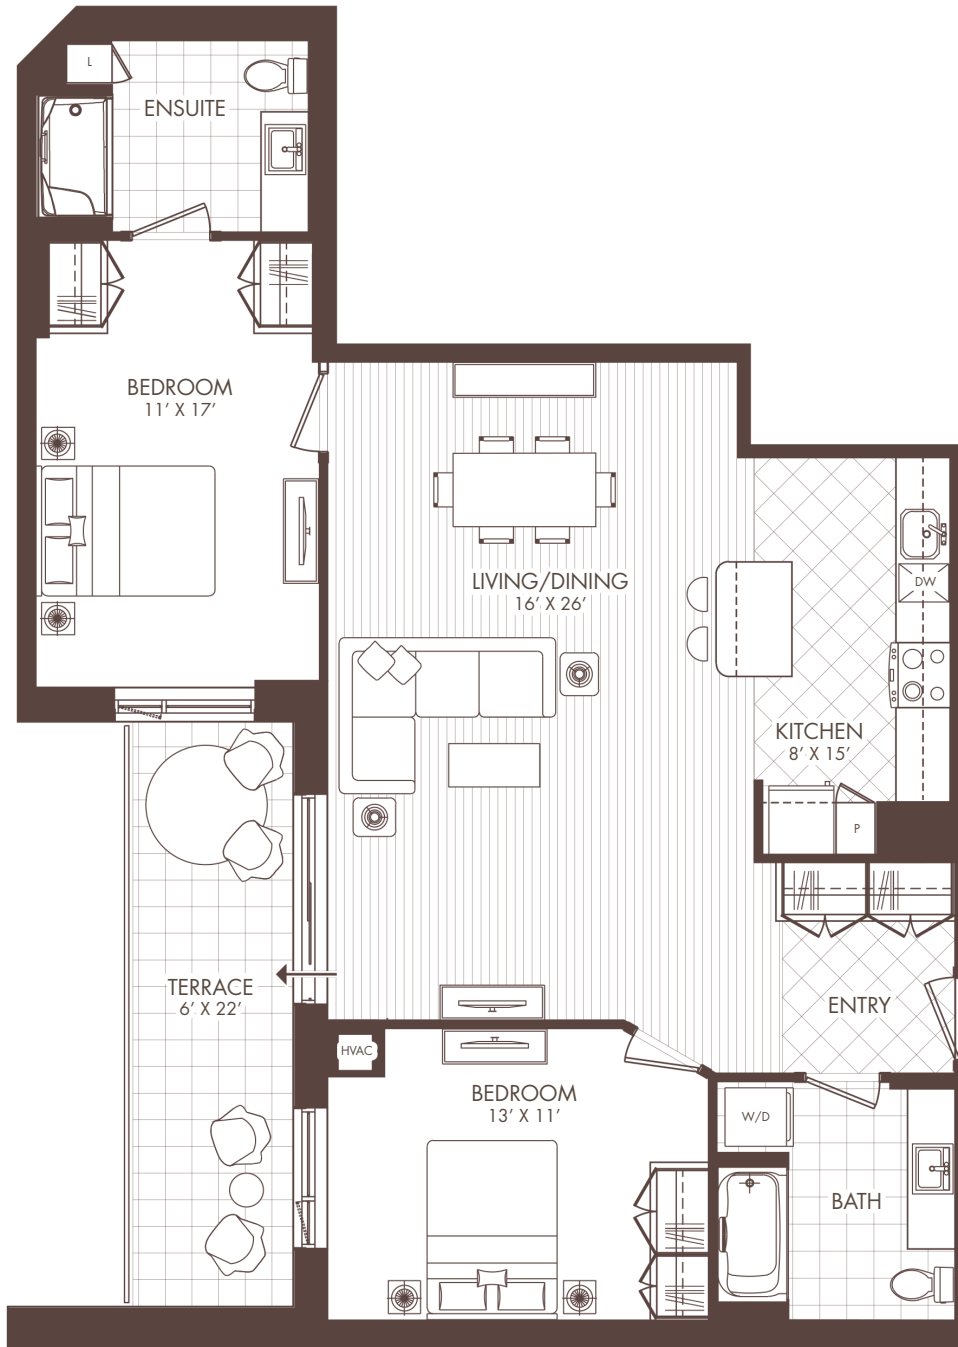 L
ENSUITE
BEDROOM
11’ X 17’
LIVING/DINING
16’ X 26’
DW
KITCHEN
8’ X 15’
P
TERRACE
6’ X 22’
ENTRY
HVAC
BEDROOM
13’ X 11’
W/D
BATH